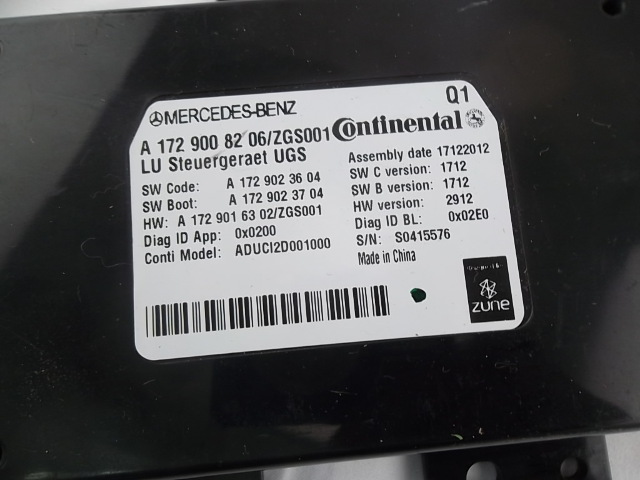 MERCEDES-BENZ
Q1
A 172 900 82 06/ZGS001
Continental
LU Steuergeraet UGS
SW Code: A 172 902 36 04
SW Boot: A 172 902 37 04
HW: A 172 901 63 02/ZGS001
Diag ID App: 0x0200
Conti Model: ADUCI2D001000
Assembly date 17122012
SW C version: 1712
SW B version: 1712
HW version: 2912
Diag ID BL: 0x02E0
S/N: S0415576
Made in China
zune